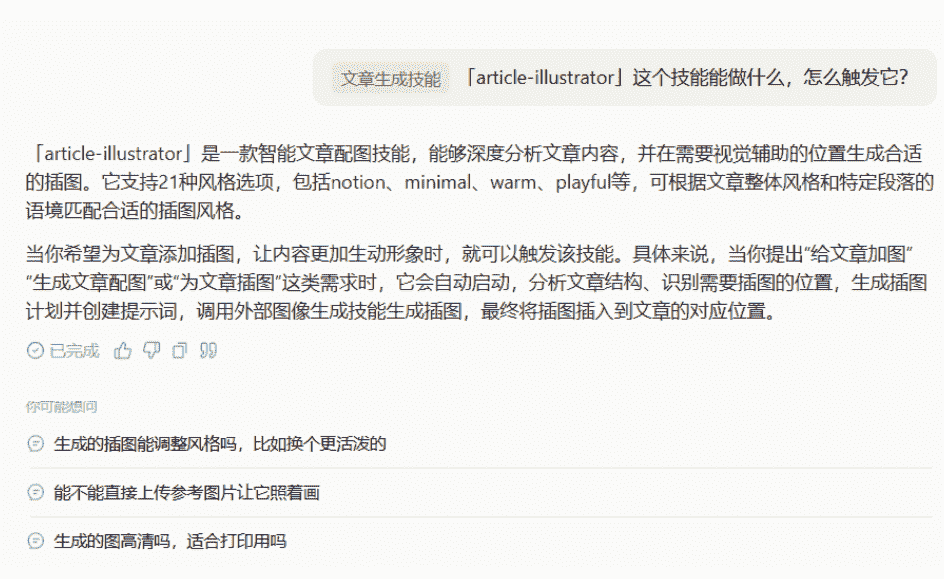 文章生成技能 「article-illustrator」这个技能能做什么，怎么触发它？
「article-illustrator」是一款智能文章配图技能，能够深度分析文章内容，并在需要视觉辅助的位置生成合适
的插图。它支持21种风格选项，包括notion、minimal、warm、playful等，可根据文章整体风格和特定段落的
语境匹配合适的插图风格。
当你希望为文章添加插图，让内容更加生动形象时，就可以触发该技能。具体来说，当你提出“给文章加图”
“生成文章配图”或“为文章插图”这类需求时，它会自动启动，分析文章结构、识别需要插图的位置，生成插图
计划并创建提示词，调用外部图像生成技能生成插图，最终将插图插入到文章的对应位置。
已完成
你可能想问
生成的插图能调整风格吗，比如换个更活泼的
能不能直接上传参考图片让它照着画
生成的图高清吗，适合打印用吗